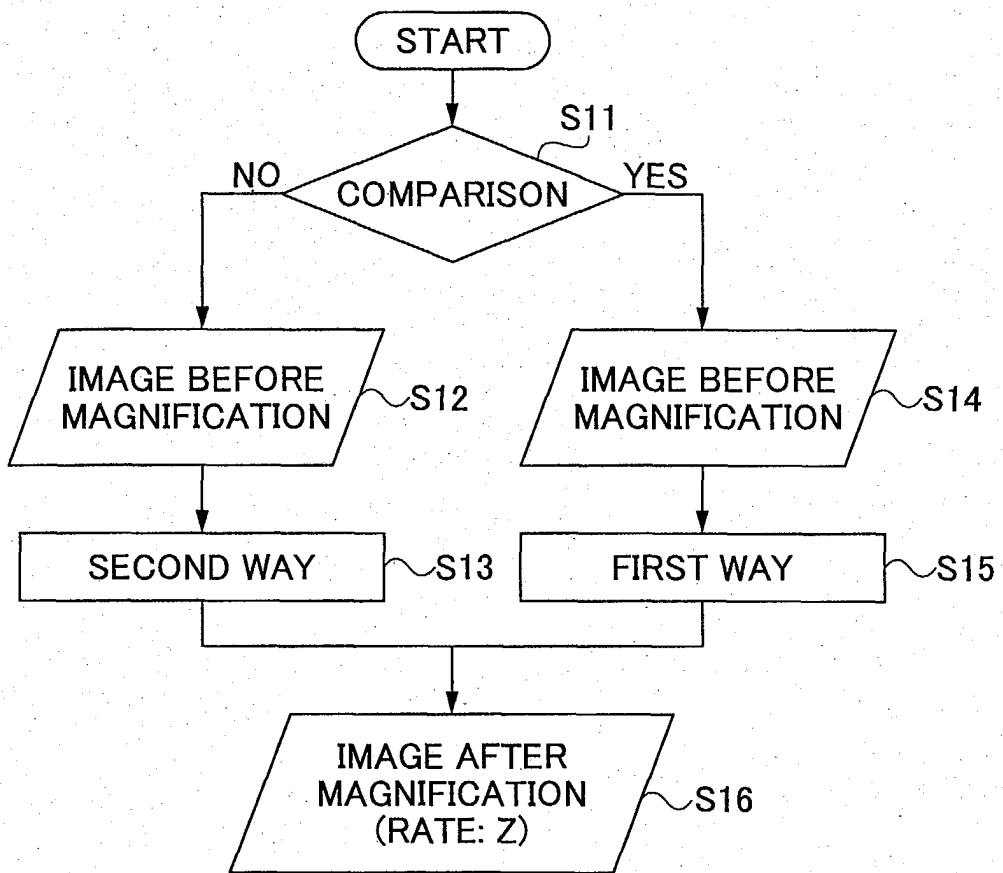 START
S11
NO
YES
COMPARISON
IMAGE BEFORE
MAGNIFICATION
S12
IMAGE BEFORE
MAGNIFICATION
S14
SECOND WAY
S13
FIRST WAY
S15
IMAGE AFTER
MAGNIFICATION
(RATE: Z)
S16